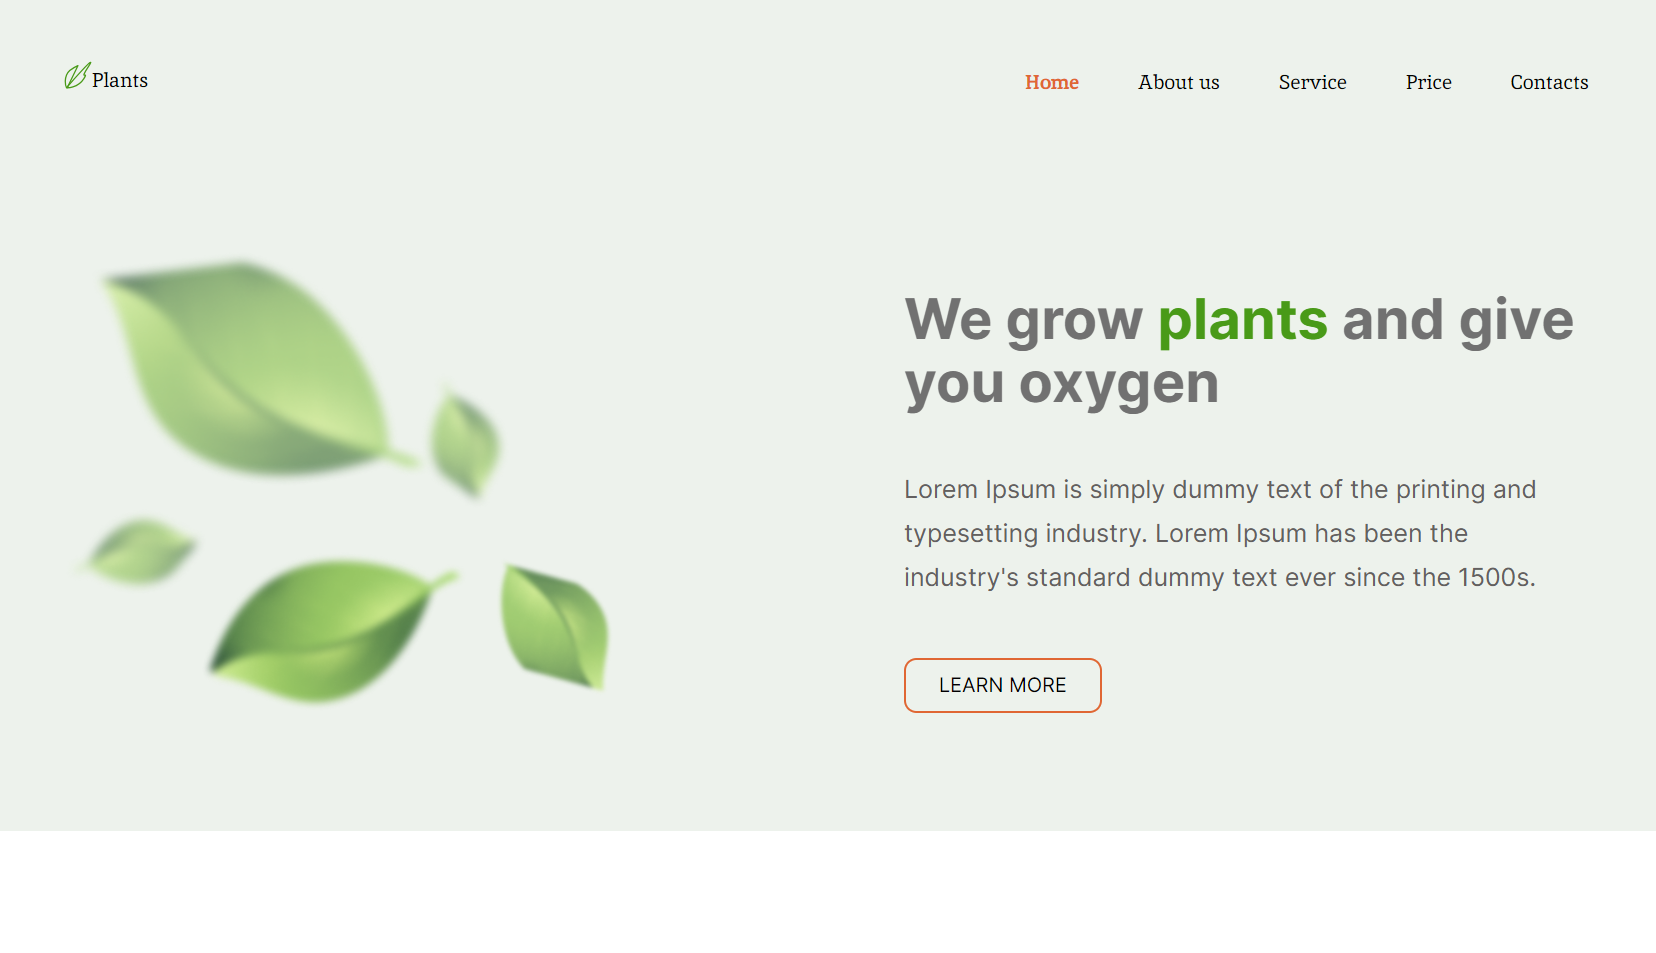 Plants
Home About us Service Price Contacts
We grow plants and give
you oxygen
Lorem Ipsum is simply dummy text of the printing and
typesetting industry. Lorem Ipsum has been the
industry's standard dummy text ever since the 1500s.
LEARN MORE